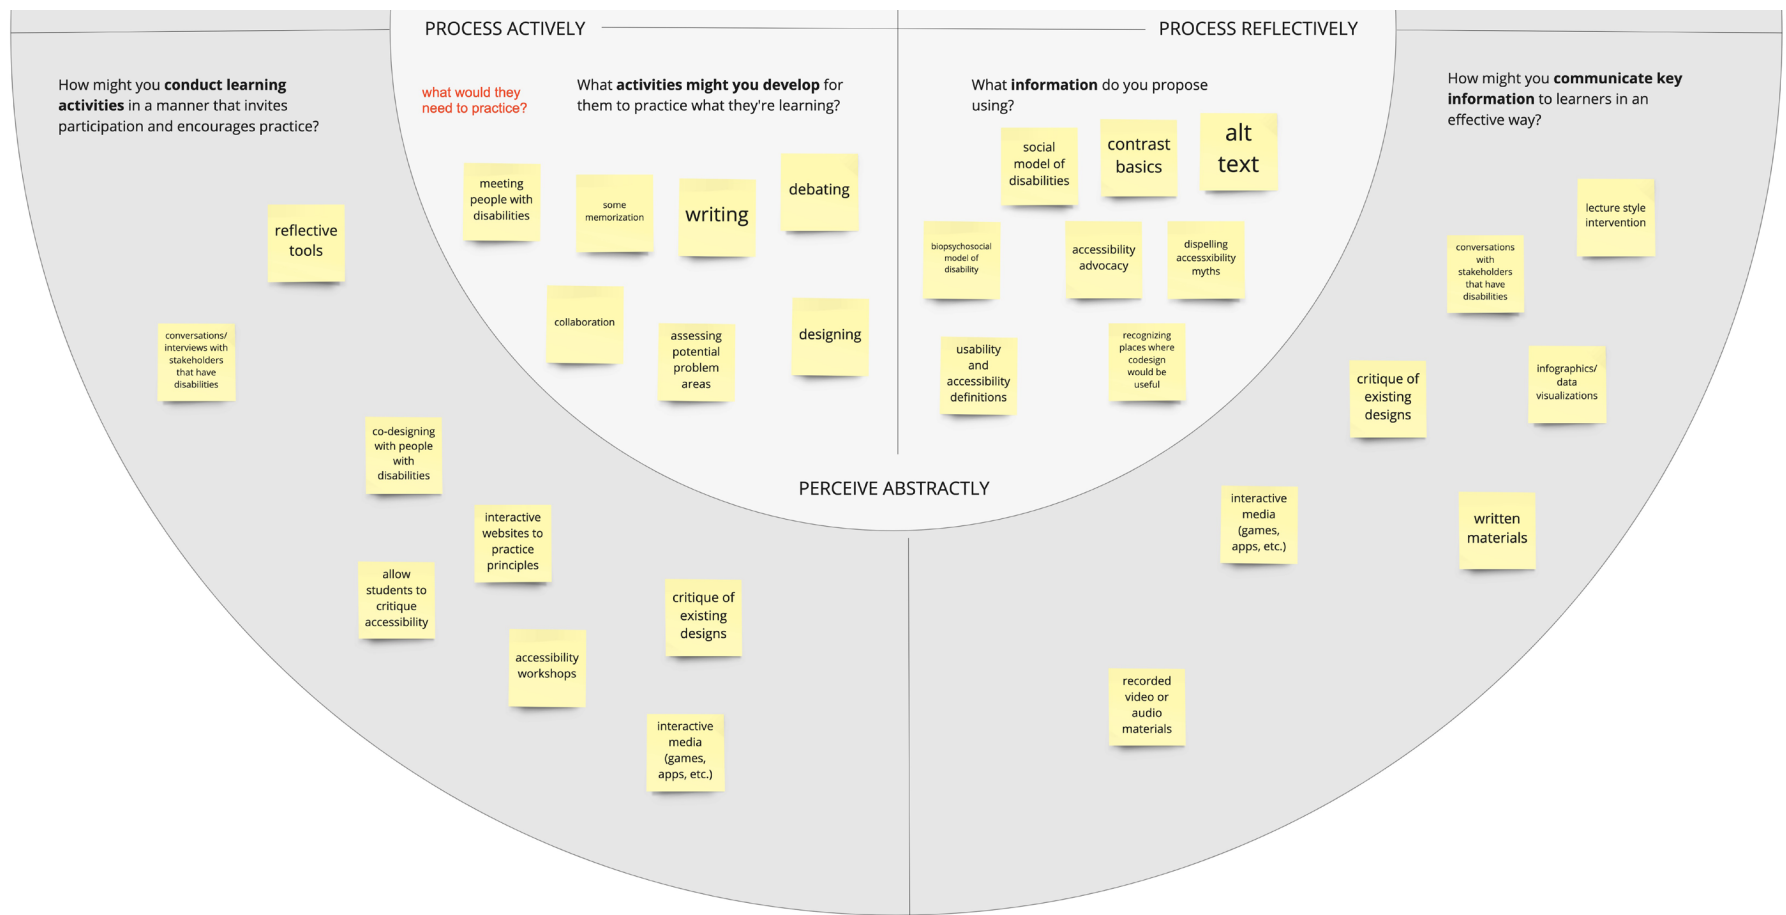 PROCESS ACTIVELY
PROCESS REFLECTIVELY
How might you conduct learning
activities in a manner that invites
participation and encourages practice?
what would they
need to practice?
What activities might you develop for
them to practice what they're learning?
What information do you propose
using?
How might you communicate key
information to learners in an
effective way?
reflective
tools
conversations/
interviews with
stakeholders
that have
disabilities
co-designing
with people
with
disabilities
interactive
websites to
practice
principles
allow
students to
critique
accessibility
accessibility
workshops
critique of
existing
designs
interactive
media
(games,
apps, etc.)
meeting
people with
disabilities
some
memorization
writing
debating
collaboration
assessing
potential
problem
areas
designing
social
model of
disabilities
contrast
basics
alt
text
biopsychosocial
model of
disability
accessibility
advocacy
dispelling
accessxibility
myths
usability
and
accessibility
definitions
recognizing
places where
codesign
would be
useful
PERCEIVE ABSTRACTLY
lecture style
intervention
conversations
with
stakeholders
that have
disabilities
critique of
existing
designs
infographics/
data
visualizations
interactive
media
(games,
apps, etc.)
written
materials
recorded
video or
audio
materials